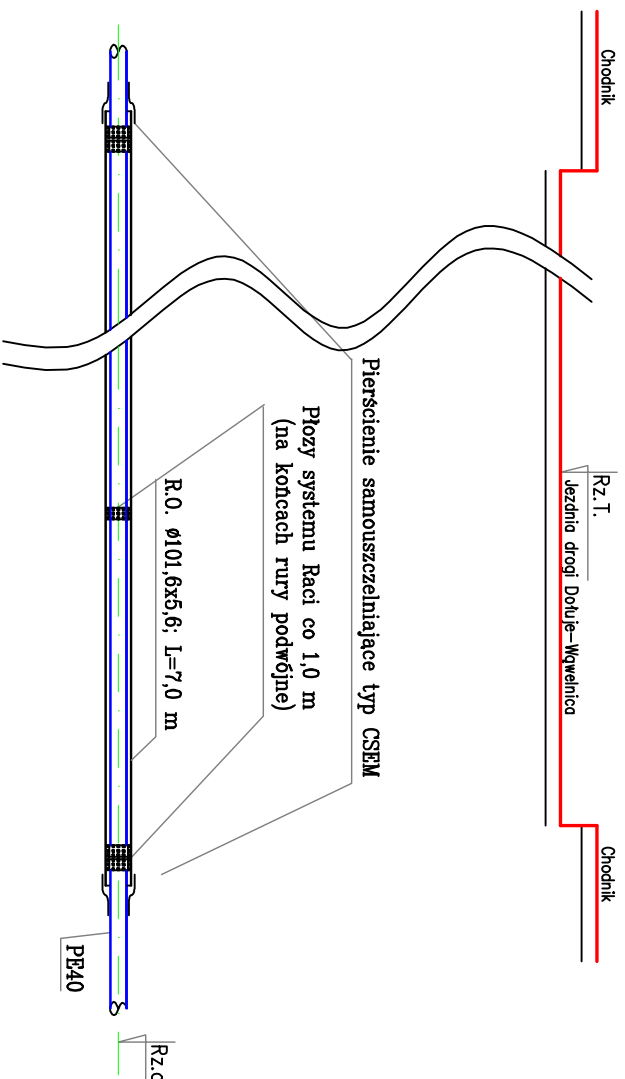 Chodnik
Rz.T.
Jezdnia drogi Dołuje-Wąwelnica
Chodnik
Pierścienie samouszczelniające typ CSEM
Płozy systemu Raci co 1,0 m
(na końcach rury podwójne)
R.O. ø101,6x5,6; L=7,0 m
PE40